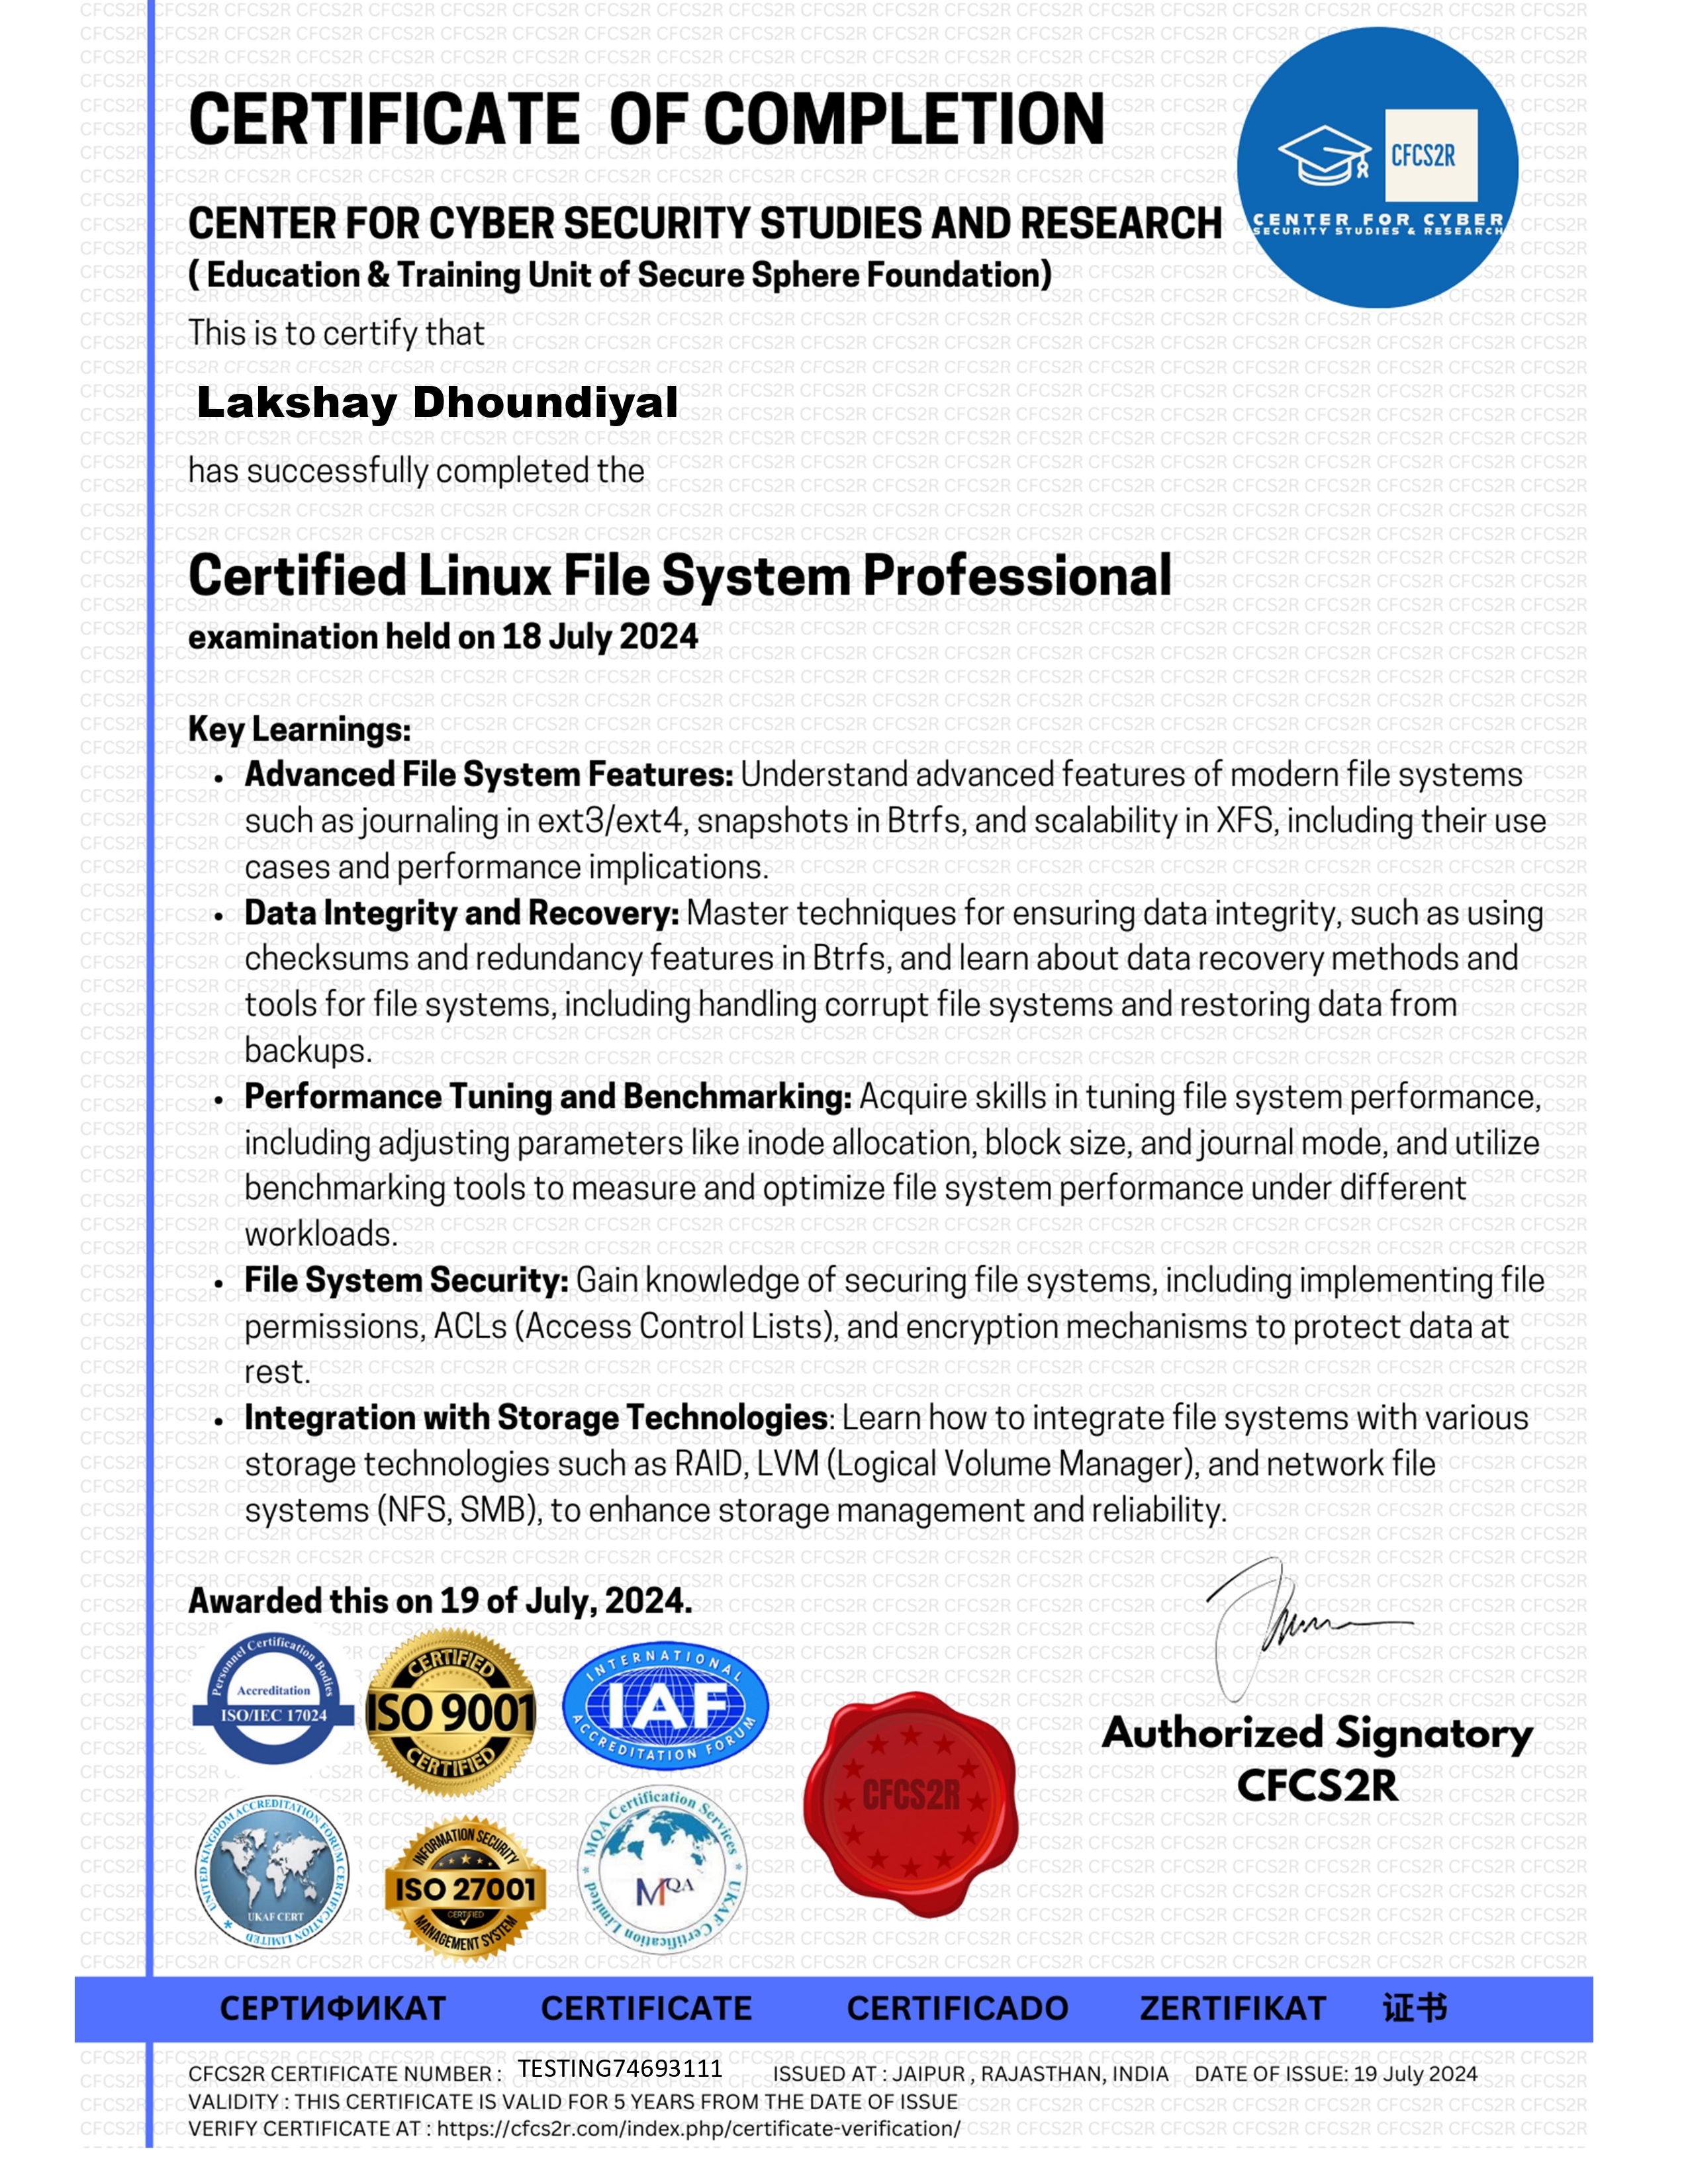 CERTIFICATE OF COMPLETION
CFCS2R
CENTER FOR CYBER
SECURITY STUDIES & RESEARCH
CENTER FOR CYBER SECURITY STUDIES AND RESEARCH
( Education & Training Unit of Secure Sphere Foundation)
This is to certify that
Lakshay Dhoundiyal
has successfully completed the
Certified Linux File System Professional
examination held on 18 July 2024
Key Learnings:
• Advanced File System Features: Understand advanced features of modern file systems
such as journaling in ext3/ext4, snapshots in Btrfs, and scalability in XFS, including their use
cases and performance implications.
• Data Integrity and Recovery: Master techniques for ensuring data integrity, such as using
checksums and redundancy features in Btrfs, and learn about data recovery methods and
tools for file systems, including handling corrupt file systems and restoring data from
backups.
• Performance Tuning and Benchmarking: Acquire skills in tuning file system performance,
including adjusting parameters like inode allocation, block size, and journal mode, and utilize
benchmarking tools to measure and optimize file system performance under different
workloads.
• File System Security: Gain knowledge of securing file systems, including implementing file
permissions, ACLs (Access Control Lists), and encryption mechanisms to protect data at
rest.
• Integration with Storage Technologies: Learn how to integrate file systems with various
storage technologies such as RAID, LVM (Logical Volume Manager), and network file
systems (NFS, SMB), to enhance storage management and reliability.
Awarded this on 19 of July, 2024.
Personnel Certification Bodies
Accreditation
ISO/IEC 17024
CERTIFIED
ISO 9001
CERTIFIED
INTERNATIONAL
IAF
ACCREDITATION FORUM
CFCS2R
Authorized Signatory
CFCS2R
UNITED KINGDOM ACCREDITATION FORUM CERTIFICATION LIMITED
UKAF CERT
INFORMATION SECURITY
ISO 27001
CERTIFIED
MANAGEMENT SYSTEM
MQA Certification Services
MQA
UKAF Certification Limited
СЕРТИФИКАТ CERTIFICATE CERTIFICADO ZERTIFIKAT 证书
CFCS2R CERTIFICATE NUMBER : TESTING74693111 ISSUED AT : JAIPUR , RAJASTHAN, INDIA DATE OF ISSUE: 19 July 2024
VALIDITY : THIS CERTIFICATE IS VALID FOR 5 YEARS FROM THE DATE OF ISSUE
VERIFY CERTIFICATE AT : https://cfcs2r.com/index.php/certificate-verification/